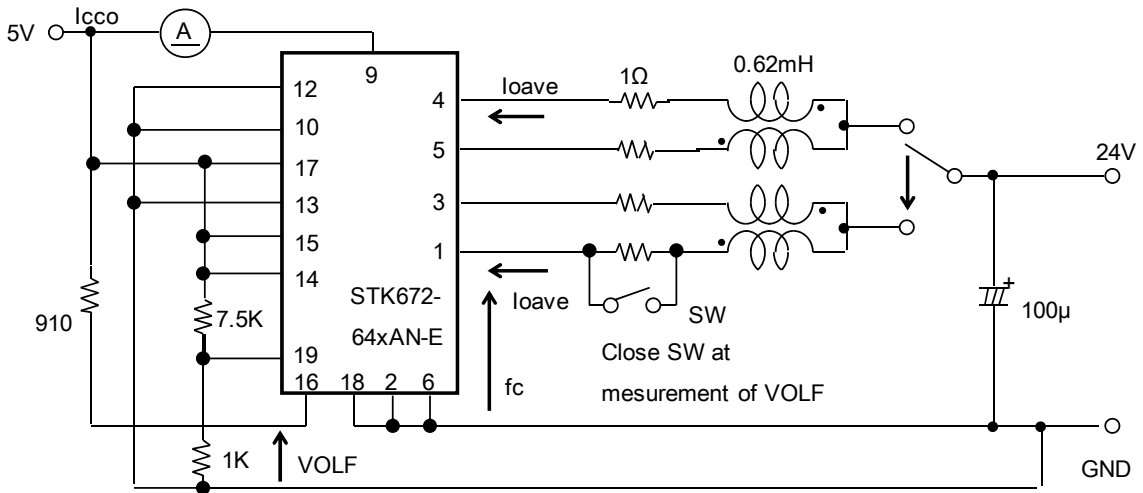 5V
Icco
A
9
12
10
17
13
15
14
19
16
18
2
6
4
5
3
1
STK672-
64xAN-E
Ioave
1Ω
0.62mH
24V
Ioave
SW
Close SW at
mesurement of VOLF
fc
100µ
+
910
7.5K
1K
VOLF
GND